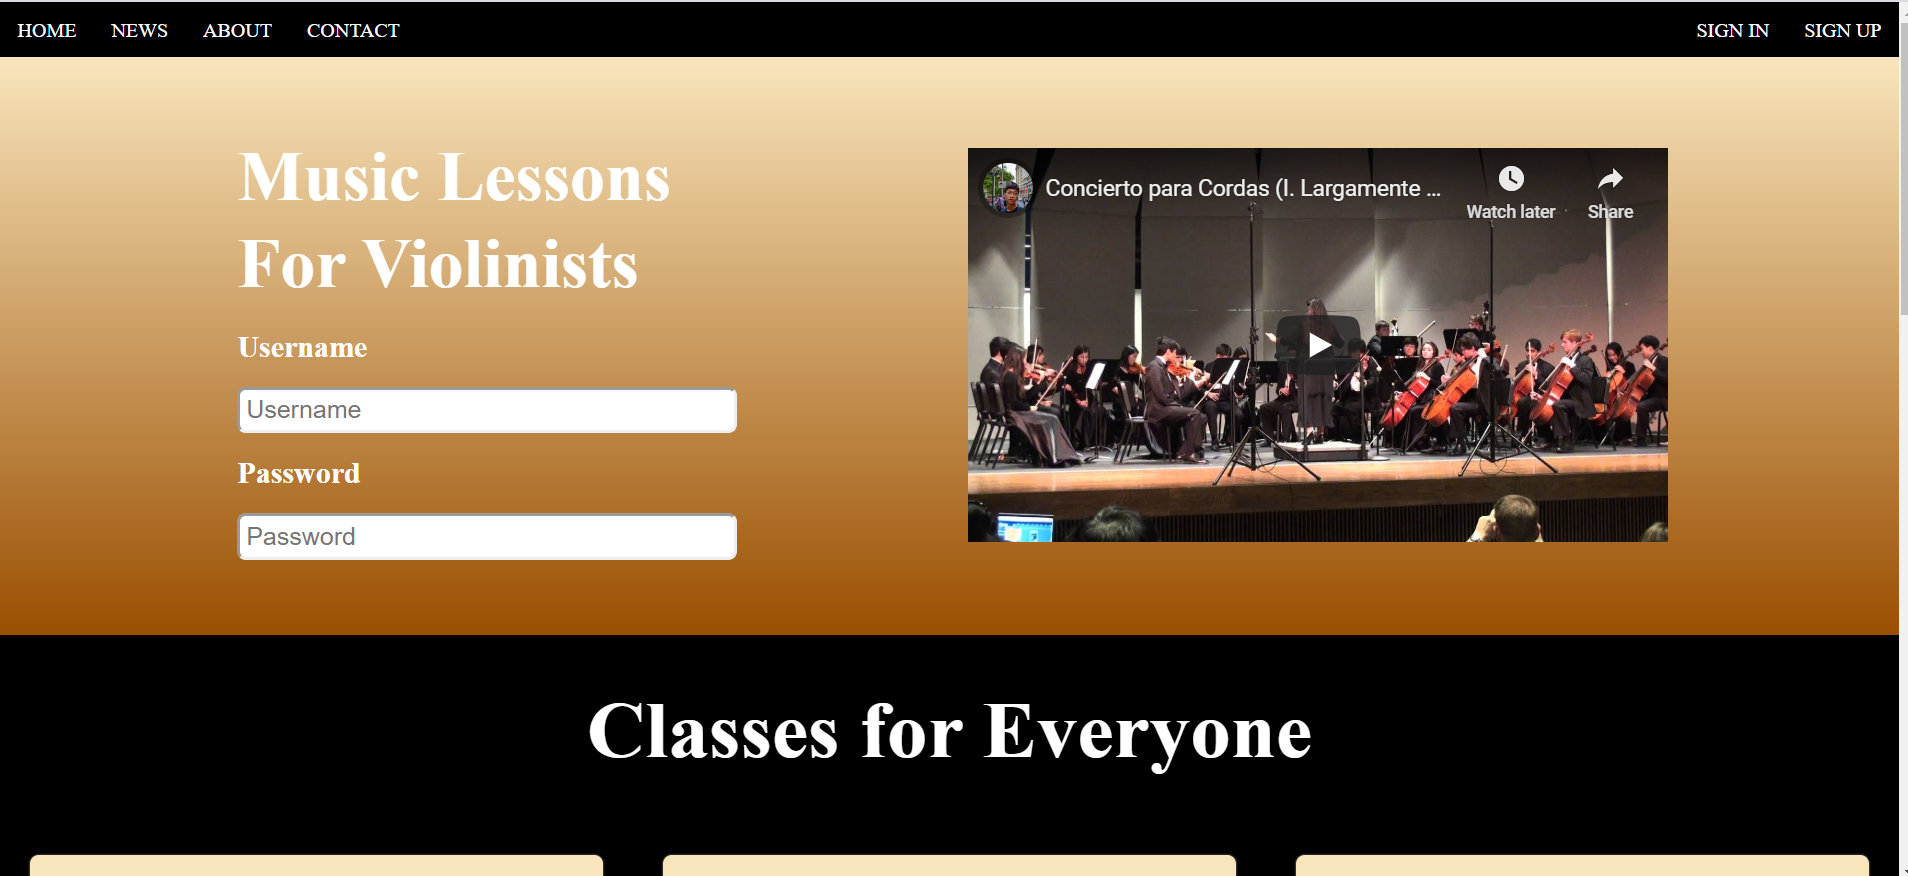 HOME NEWS ABOUT CONTACT SIGN IN SIGN UP
Music Lessons
For Violinists
Username
Username
Password
Password
Concierto para Cordas (I. Largamente ...
Watch later
Share
Classes for Everyone